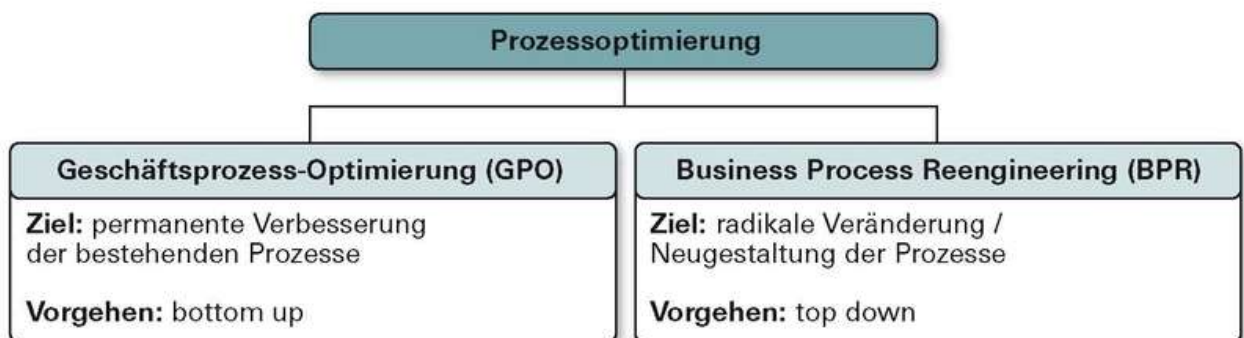 Prozessoptimierung
Geschäftsprozess-Optimierung (GPO)
Ziel: permanente Verbesserung
der bestehenden Prozesse
Vorgehen: bottom up
Business Process Reengineering (BPR)
Ziel: radikale Veränderung /
Neugestaltung der Prozesse
Vorgehen: top down